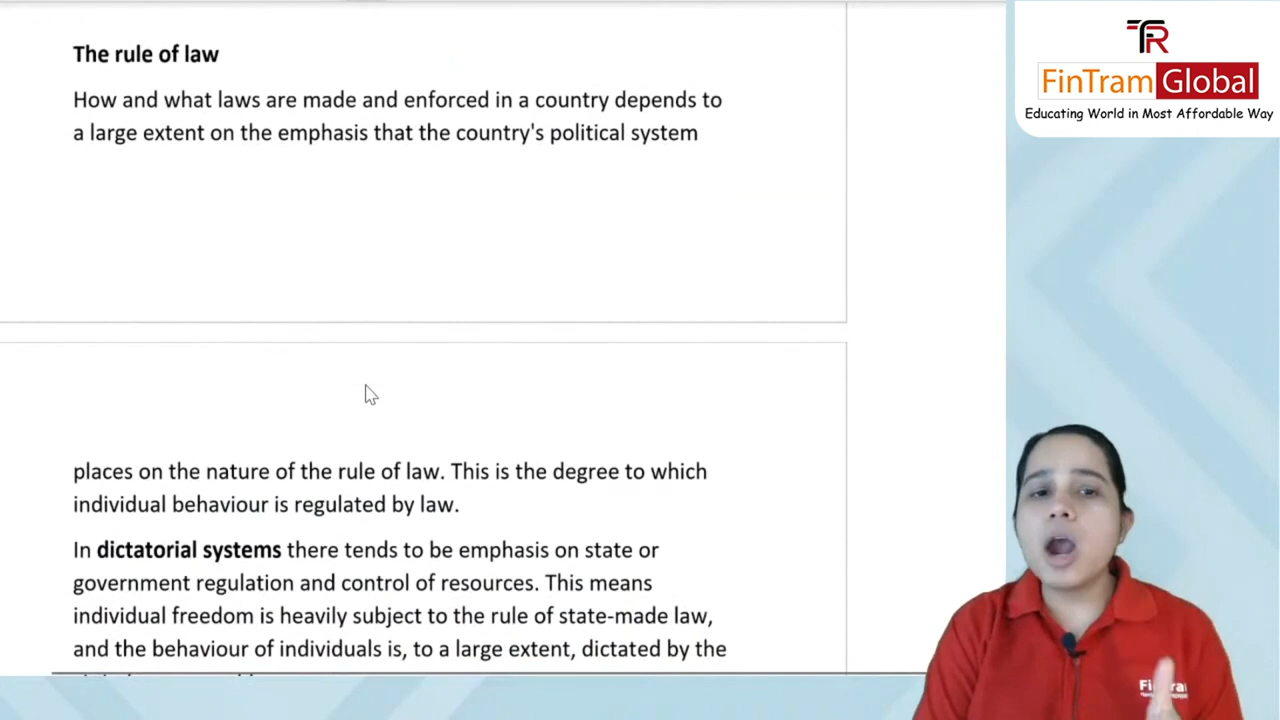 The rule of law
How and what laws are made and enforced in a country depends to
a large extent on the emphasis that the country's political system
places on the nature of the rule of law. This is the degree to which
individual behaviour is regulated by law.
In dictatorial systems there tends to be emphasis on state or
government regulation and control of resources. This means
individual freedom is heavily subject to the rule of state-made law,
and the behaviour of individuals is, to a large extent, dictated by the
FR
FinTram Global
Educating World in Most Affordable Way